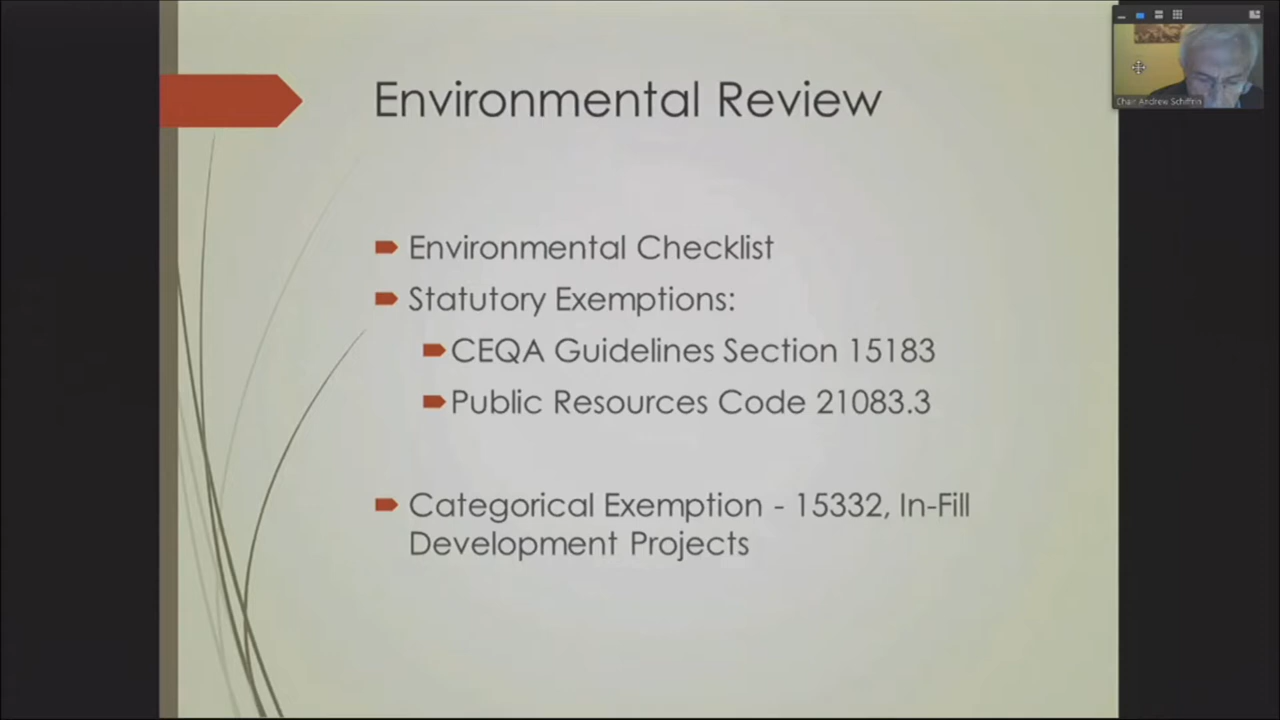 Environmental Review
Environmental Checklist
Statutory Exemptions:
CEQA Guidelines Section 15183
Public Resources Code 21083.3
Categorical Exemption - 15332, In-Fill
Development Projects
Chair Andrew Schiffrin